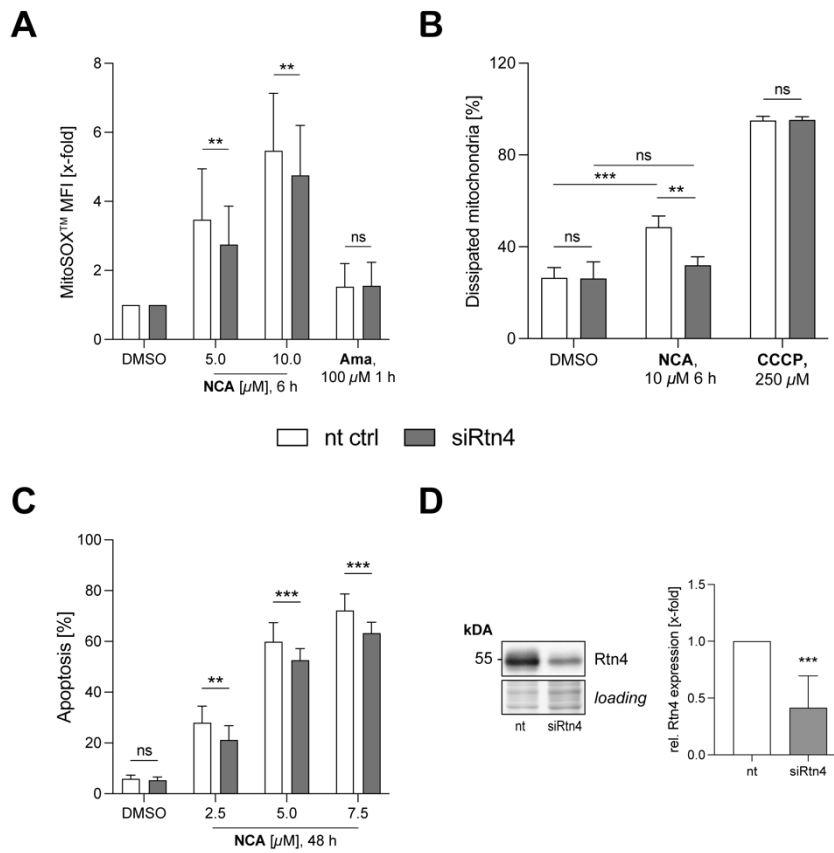 A
MitoSOX™ MFI [x-fold]
8
6
4
2
0
**
**
ns
DMSO
5.0
10.0
Ama,
100 µM 1 h
NCA [µM], 6 h
B
Dissipated mitochondria [%]
120
80
40
0
ns
ns
***
**
ns
DMSO
NCA,
10 µM 6 h
CCCP,
250 µM
nt ctrl
siRtn4
C
Apoptosis [%]
100
80
60
40
20
0
***
***
**
ns
DMSO
2.5
5.0
7.5
NCA [µM], 48 h
D
kDA
55
Rtn4
loading
nt
siRtn4
rel. Rtn4 expression [x-fold]
1.5
1.0
0.5
0.0
***
nt
siRtn4